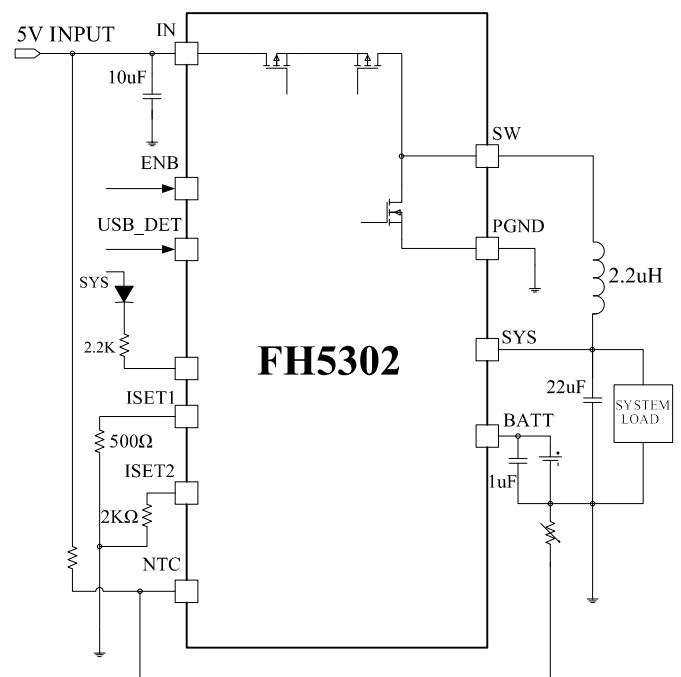 5V INPUT
IN
10uF
SW
ENB
USB_DET
PGND
SYS
2.2uH
2.2K
FH5302
SYS
ISET1
22uF
SYSTEM
LOAD
BATT
500Ω
ISET2
1uF
2KΩ
NTC